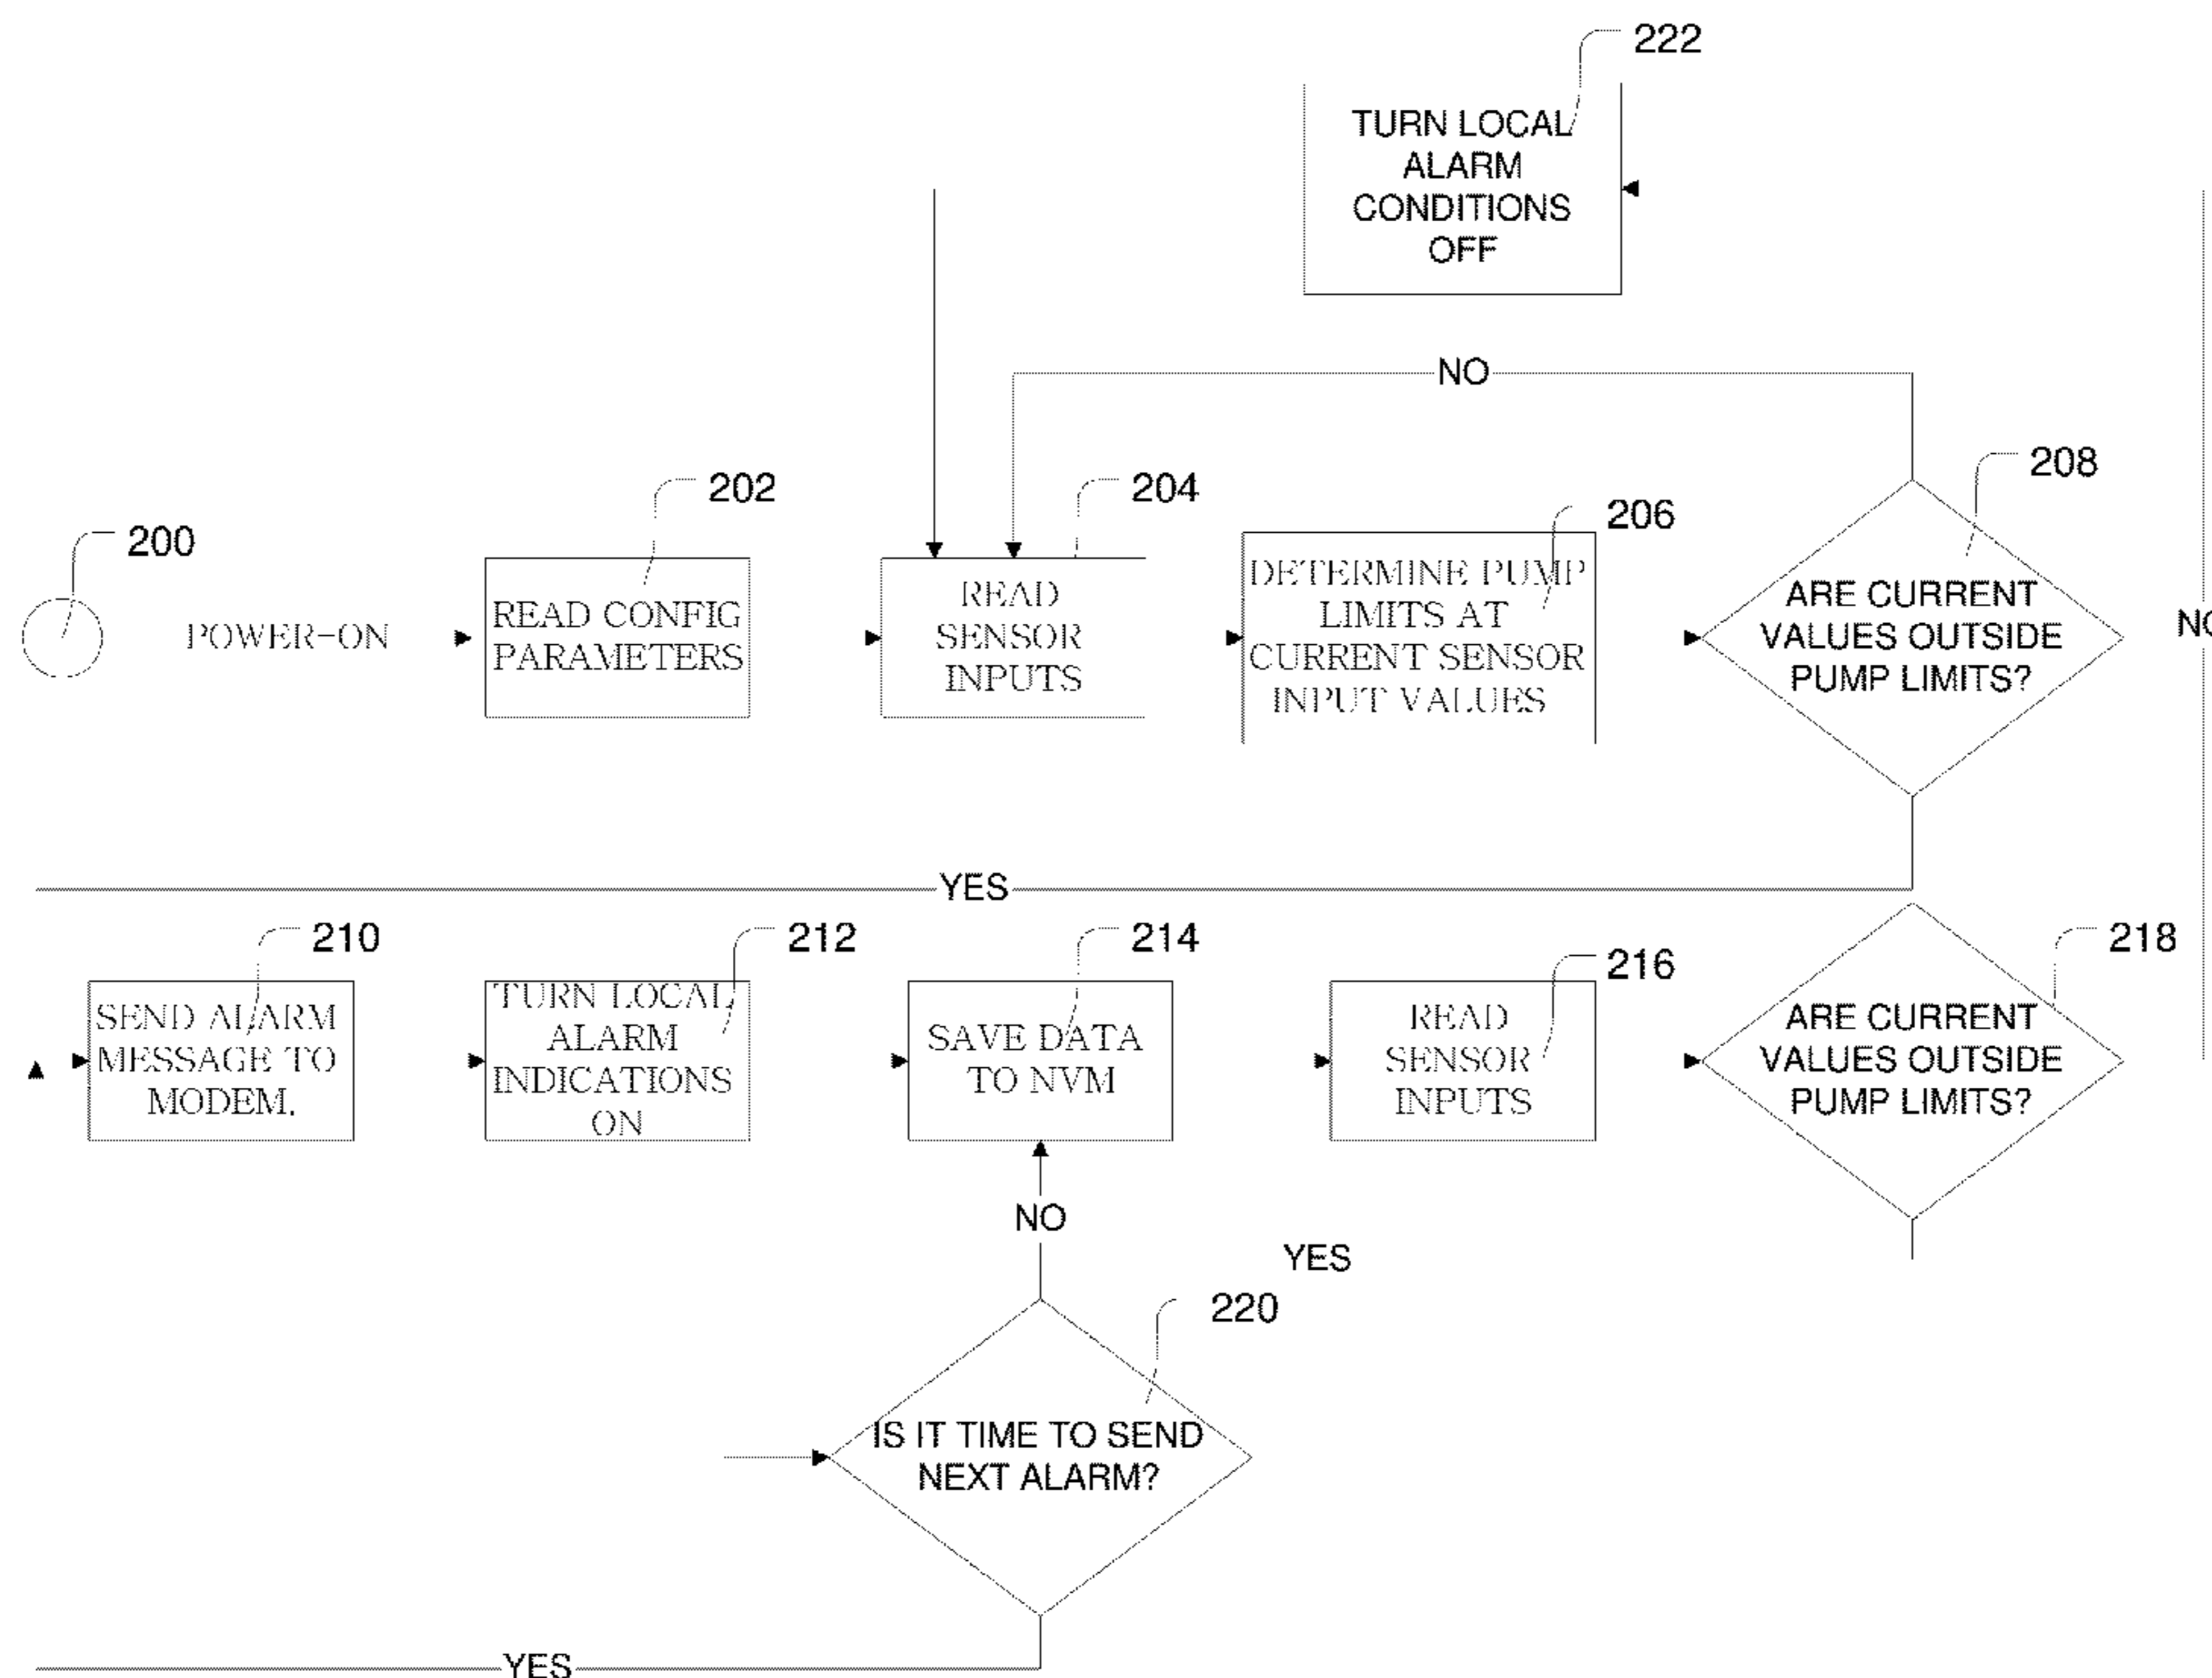 222
TURN LOCAL
ALARM
CONDITIONS
OFF
NO
208
202
204
206
200
POWER-ON
READ CONFIG
PARAMETERS
READ
SENSOR
INPUTS
DETERMINE PUMP
LIMITS AT
CURRENT SENSOR
INPUT VALUES
ARE CURRENT
VALUES OUTSIDE
PUMP LIMITS?
NO
YES
210
212
214
216
218
SEND ALARM
MESSAGE TO
MODEM.
TURN LOCAL
ALARM
INDICATIONS
ON
SAVE DATA
TO NVM
READ
SENSOR
INPUTS
ARE CURRENT
VALUES OUTSIDE
PUMP LIMITS?
NO
YES
220
IS IT TIME TO SEND
NEXT ALARM?
YES